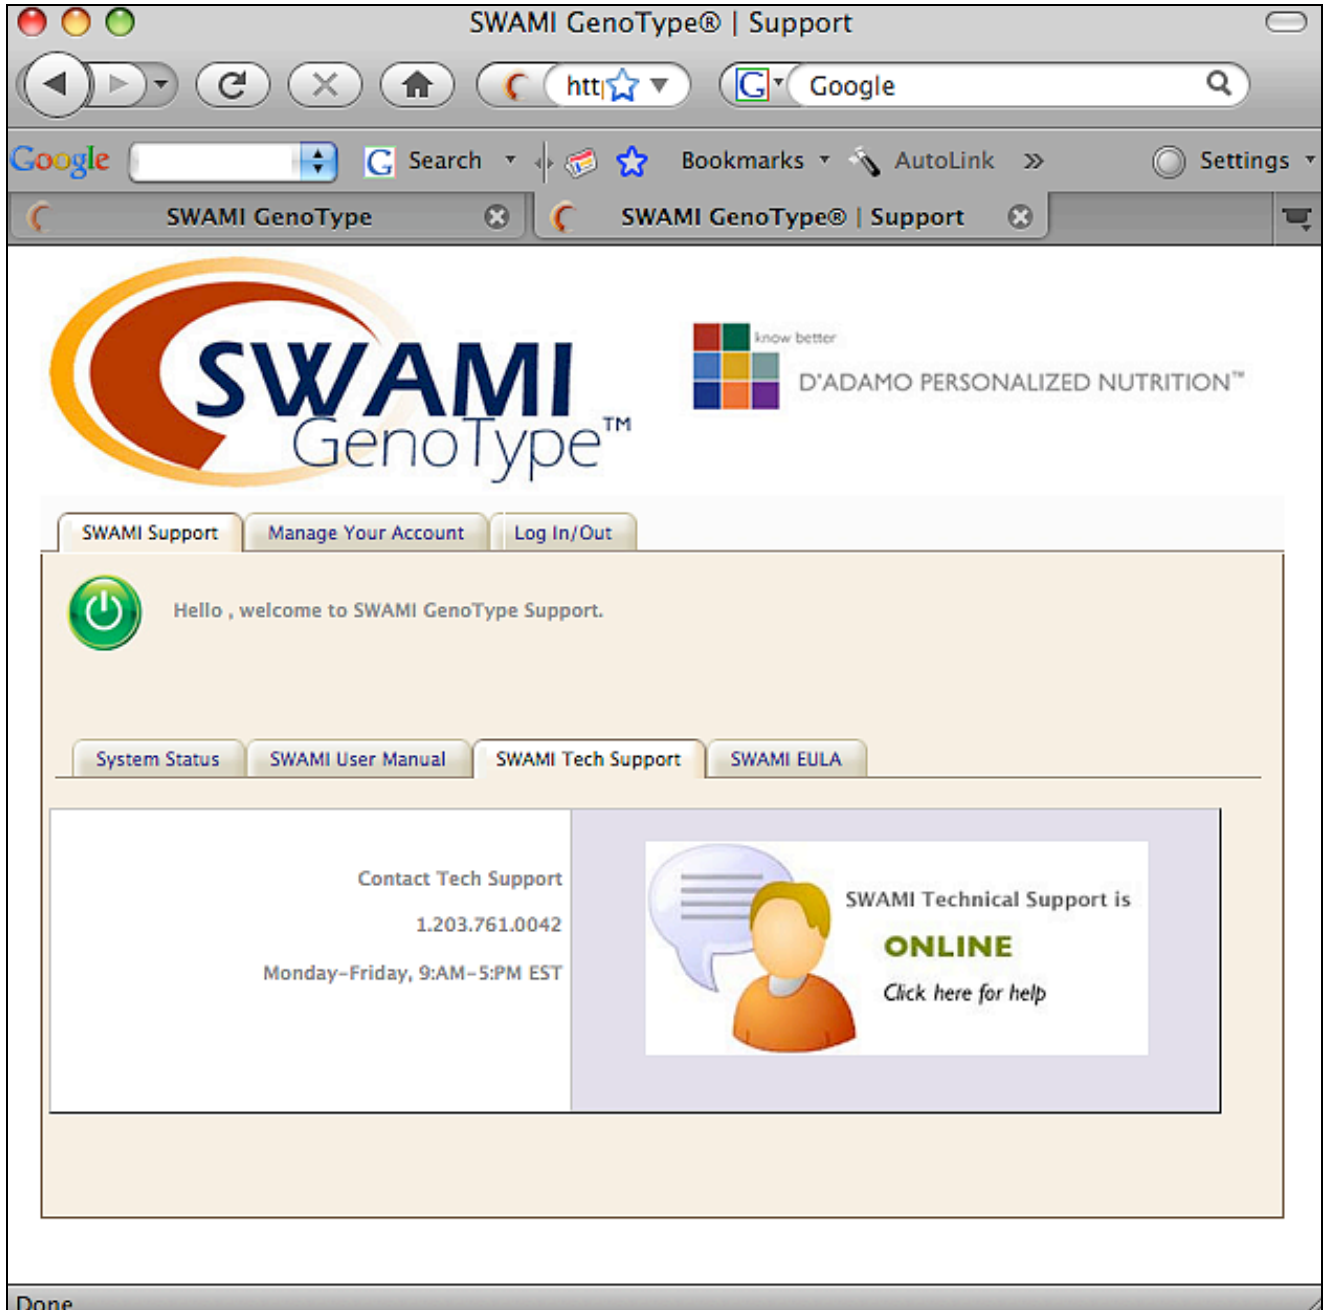 SWAMI GenoType® | Support
htt
G Google
Google G Search Bookmarks AutoLink » Settings
SWAMI GenoType SWAMI GenoType® | Support
SWAMI
GenoType™
know better
D'ADAMO PERSONALIZED NUTRITION™
SWAMI Support Manage Your Account Log In/Out
Hello , welcome to SWAMI GenoType Support.
System Status SWAMI User Manual SWAMI Tech Support SWAMI EULA
Contact Tech Support
1.203.761.0042
Monday–Friday, 9:AM–5:PM EST
SWAMI Technical Support is
ONLINE
Click here for help
Done